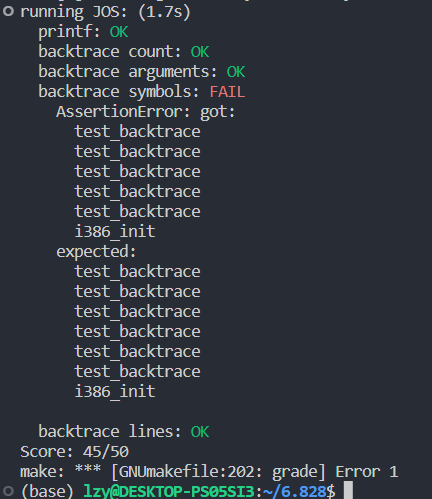 running JOS: (1.7s)
  printf: OK
  backtrace count: OK
  backtrace arguments: OK
  backtrace symbols: FAIL
    AssertionError: got:
      test_backtrace
      test_backtrace
      test_backtrace
      test_backtrace
      test_backtrace
      i386_init
    expected:
      test_backtrace
      test_backtrace
      test_backtrace
      test_backtrace
      test_backtrace
      test_backtrace
      i386_init

  backtrace lines: OK
Score: 45/50
make: *** [GNUmakefile:202: grade] Error 1
(base) lzy@DESKTOP-PS05SI3:~/6.828$